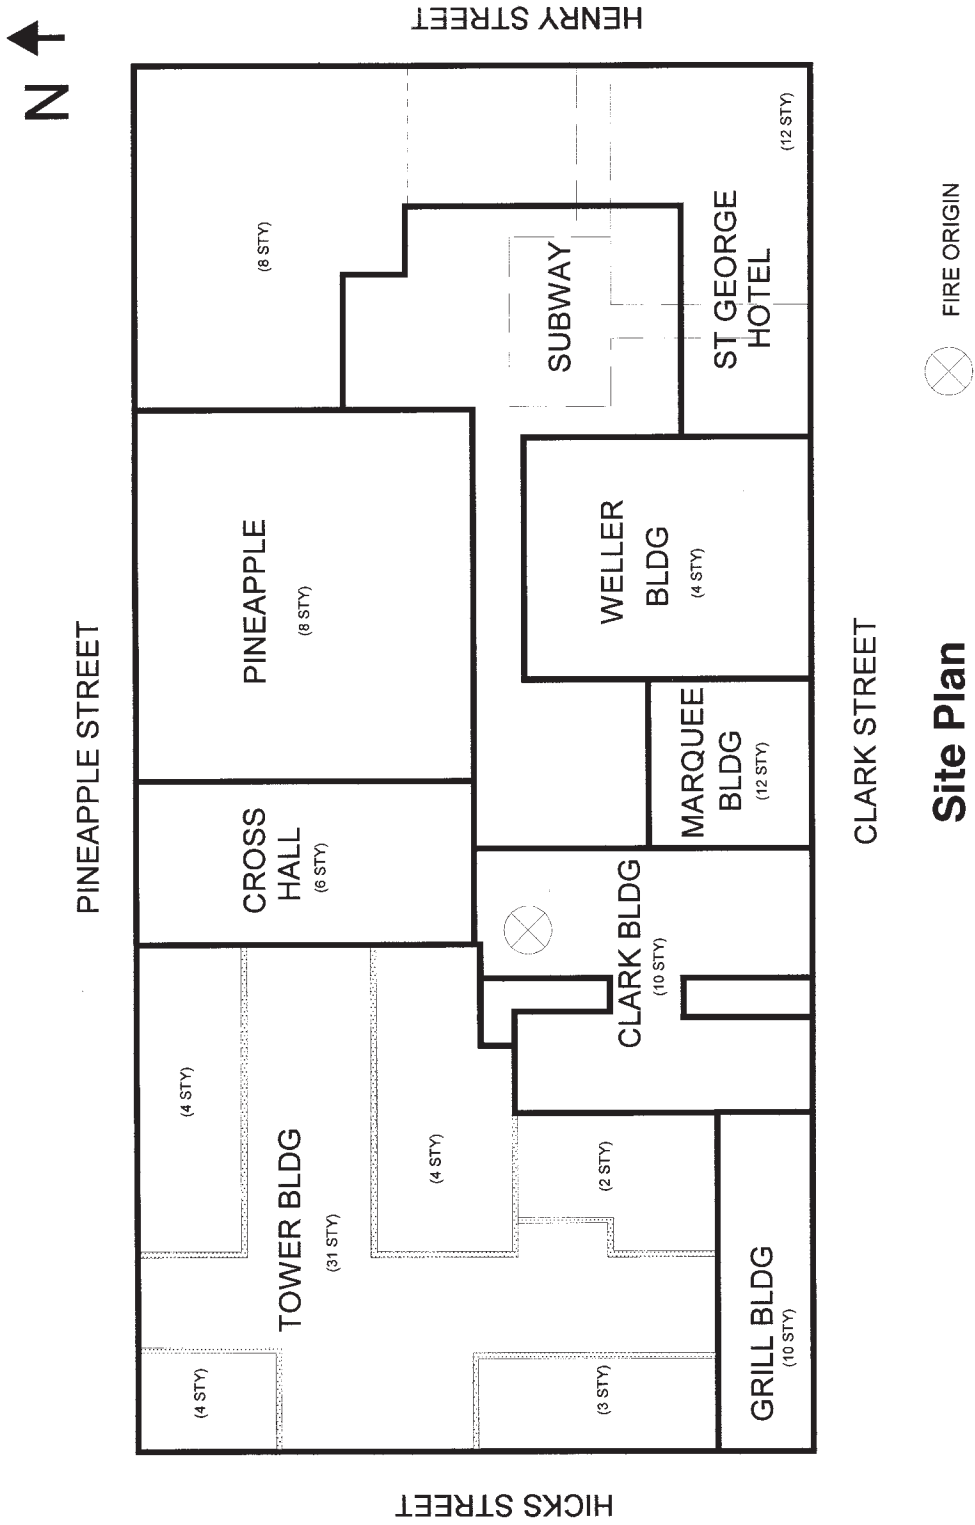 PINEAPPLE STREET
N
HICKS STREET
HENRY STREET
(4 STY)
(4 STY)
TOWER BLDG
(31 STY)
(4 STY)
(3 STY)
(2 STY)
GRILL BLDG
(10 STY)
CROSS
HALL
(6 STY)
CLARK BLDG
(10 STY)
PINEAPPLE
(8 STY)
MARQUEE
BLDG
(12 STY)
WELLER
BLDG
(4 STY)
(8 STY)
SUBWAY
ST GEORGE
HOTEL
(12 STY)
CLARK STREET
Site Plan
FIRE ORIGIN